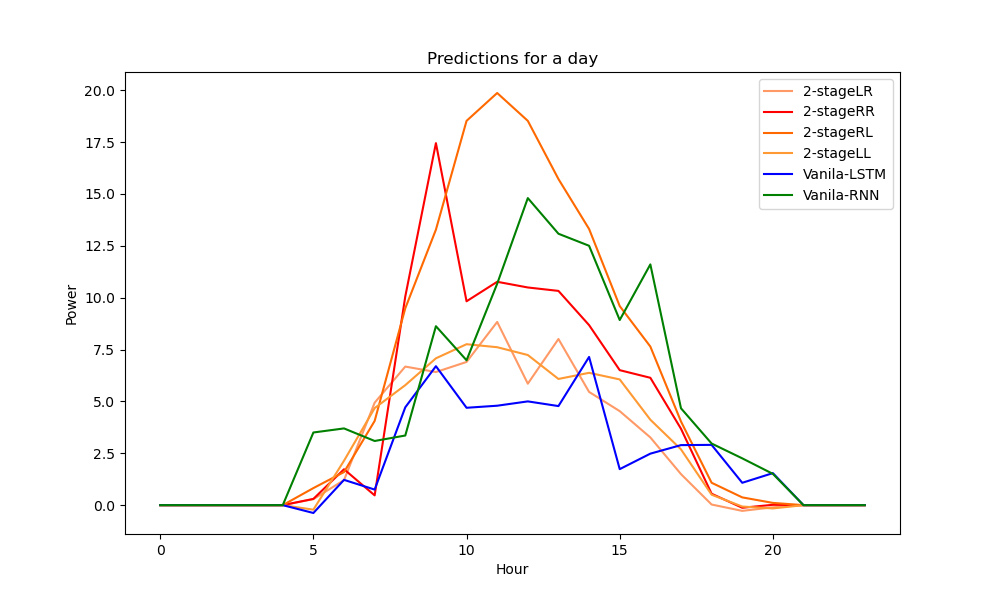 Predictions for a day
20.0
17.5
15.0
12.5
10.0
7.5
5.0
2.5
0.0
Power
2-stageLR
2-stageRR
2-stageRL
2-stageLL
Vanila-LSTM
Vanila-RNN
0 5 10 15 20
Hour